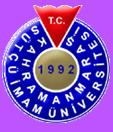 T.C.
KAHRAMANMARAŞ
SÜTÇÜ İMAM ÜNİVERSİTESİ
1992